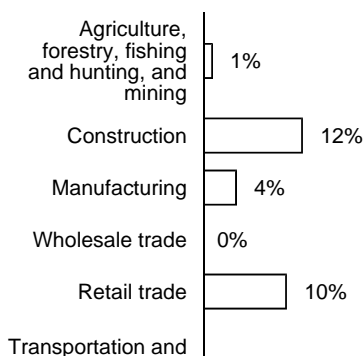 Agriculture,
forestry, fishing
and hunting, and
mining
1%
Construction
12%
Manufacturing
4%
Wholesale trade
0%
Retail trade
10%
Transportation and